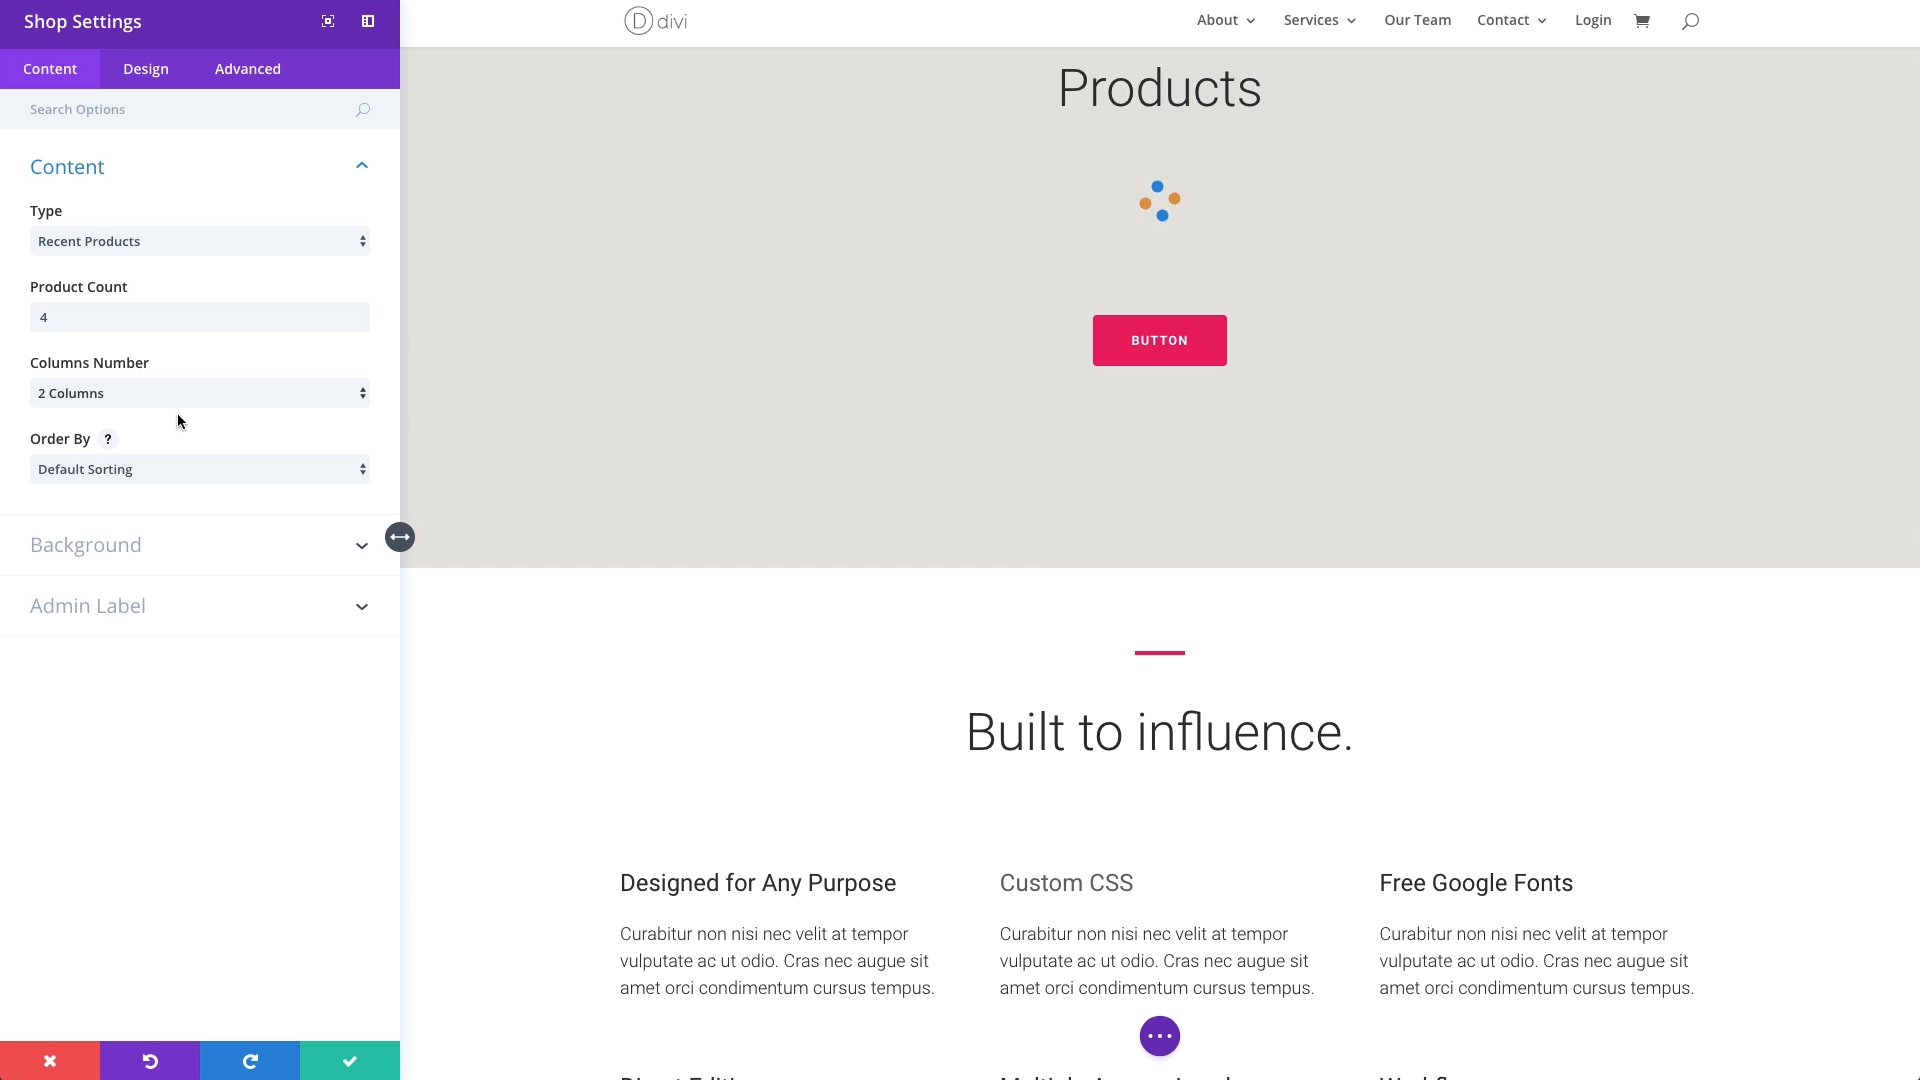 Shop Settings
Content Design Advanced
Search Options
Content
Type
Recent Products
Product Count
4
Columns Number
2 Columns
Order By ?
Default Sorting
Background
Admin Label
D divi
About Services Our Team Contact Login
Products
BUTTON
Built to influence.
Designed for Any Purpose
Curabitur non nisi nec velit at tempor
vulputate ac ut odio. Cras nec augue sit
amet orci condimentum cursus tempus.
Custom CSS
Curabitur non nisi nec velit at tempor
vulputate ac ut odio. Cras nec augue sit
amet orci condimentum cursus tempus.
Free Google Fonts
Curabitur non nisi nec velit at tempor
vulputate ac ut odio. Cras nec augue sit
amet orci condimentum cursus tempus.